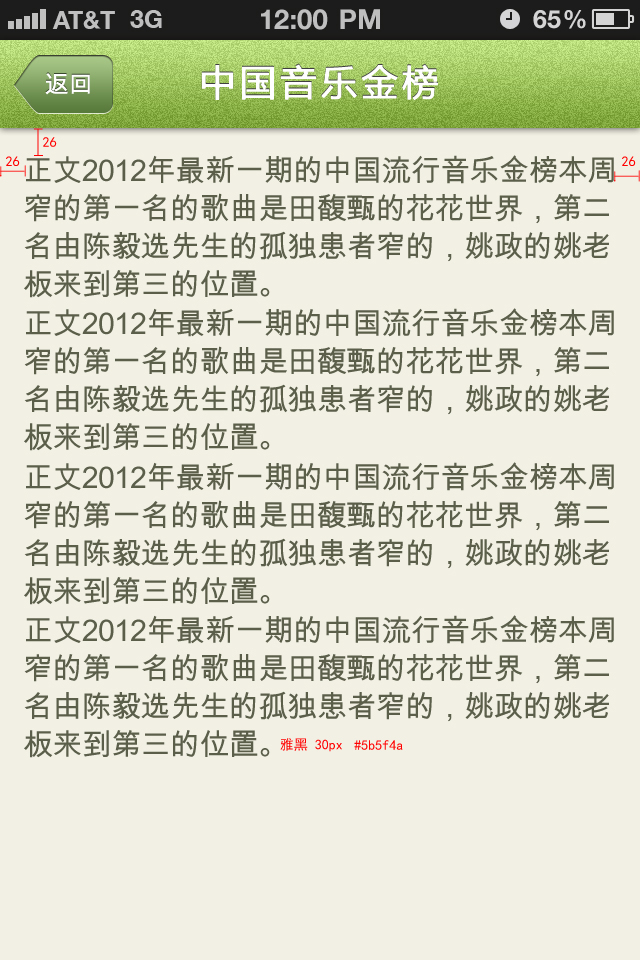 AT&T 3G 12:00 PM 65%
返回 中国音乐金榜
26
26 26
正文2012年最新一期的中国流行音乐金榜本周
窄的第一名的歌曲是田馥甄的花花世界，第二
名由陈毅选先生的孤独患者窄的，姚政的姚老
板来到第三的位置。
正文2012年最新一期的中国流行音乐金榜本周
窄的第一名的歌曲是田馥甄的花花世界，第二
名由陈毅选先生的孤独患者窄的，姚政的姚老
板来到第三的位置。
正文2012年最新一期的中国流行音乐金榜本周
窄的第一名的歌曲是田馥甄的花花世界，第二
名由陈毅选先生的孤独患者窄的，姚政的姚老
板来到第三的位置。
正文2012年最新一期的中国流行音乐金榜本周
窄的第一名的歌曲是田馥甄的花花世界，第二
名由陈毅选先生的孤独患者窄的，姚政的姚老
板来到第三的位置。 雅黑 30px #5b5f4a